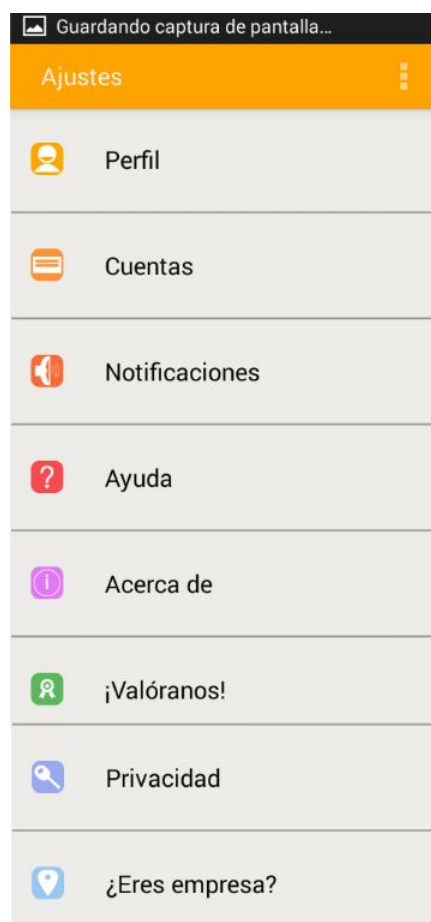 Guardando captura de pantalla...
Ajustes
Perfil
Cuentas
Notificaciones
Ayuda
Acerca de
¡Valóranos!
Privacidad
¿Eres empresa?